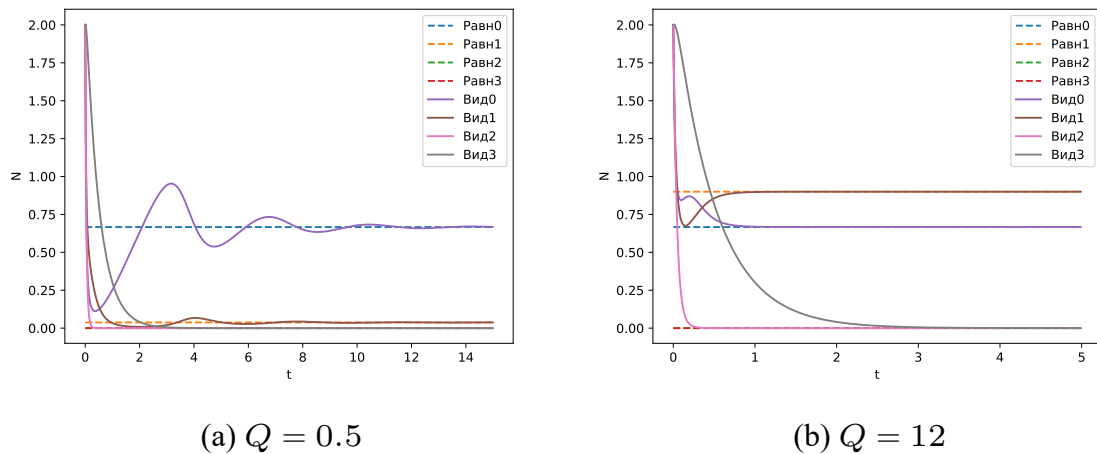 2.00
1.75
1.50
1.25
1.00
0.75
0.50
0.25
0.00
N
0 2 4 6 8 10 12 14
t
Равн0
Равн1
Равн2
Равн3
Вид0
Вид1
Вид2
Вид3
(a) Q = 0.5
2.00
1.75
1.50
1.25
1.00
0.75
0.50
0.25
0.00
N
0 1 2 3 4 5
t
Равн0
Равн1
Равн2
Равн3
Вид0
Вид1
Вид2
Вид3
(b) Q = 12